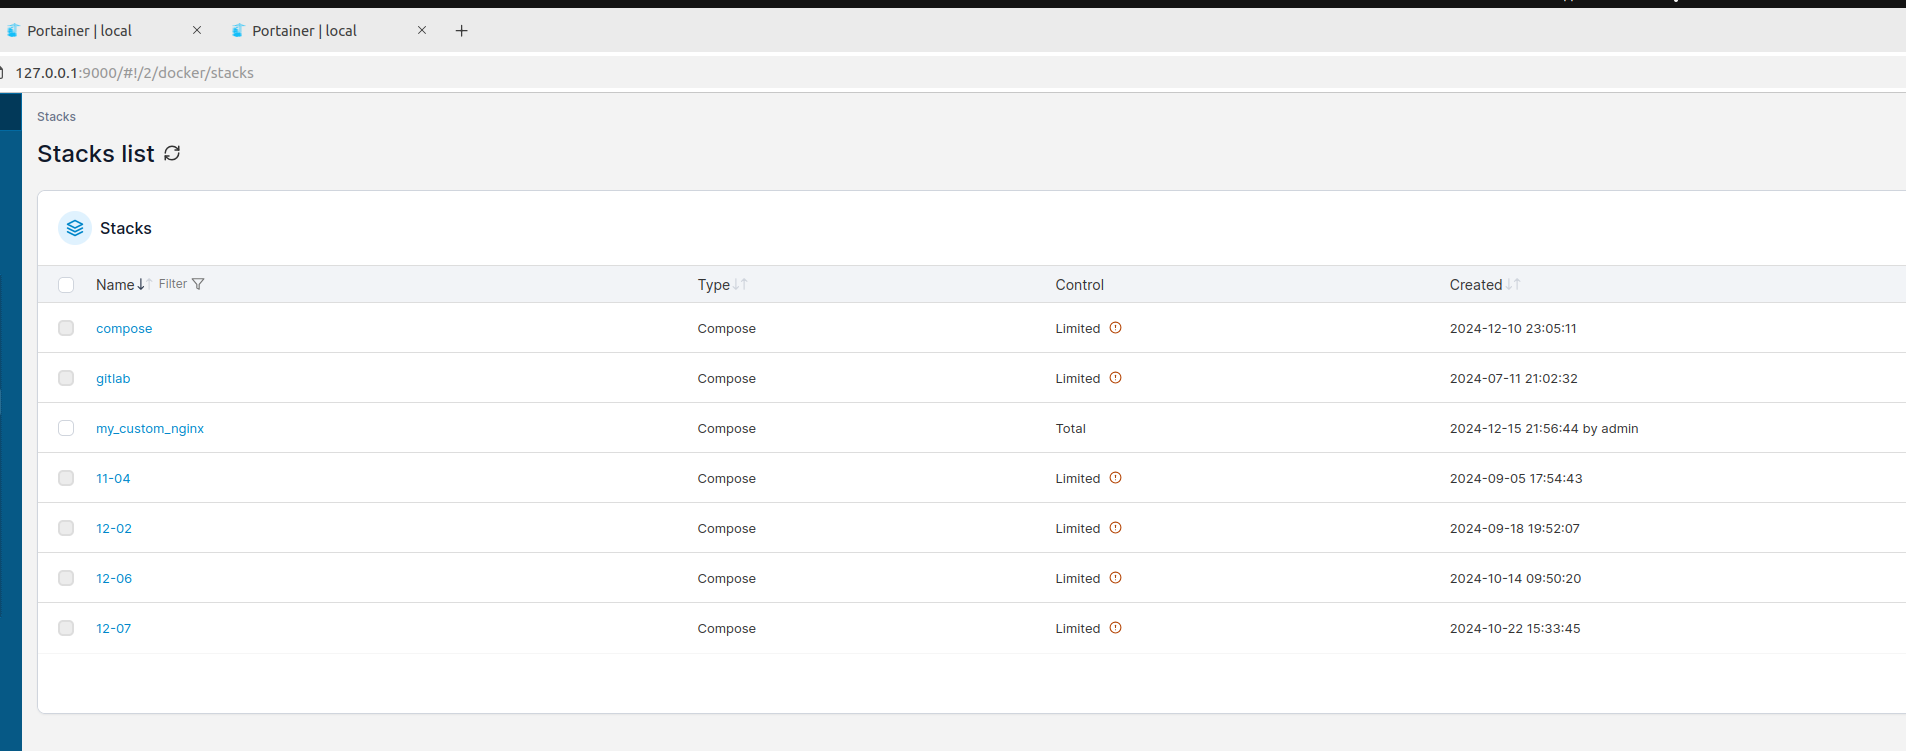 Portainer | local
Portainer | local
127.0.0.1:9000/#!/2/docker/stacks
Stacks
Stacks list
Stacks
Name Filter Type Control Created
compose Compose Limited 2024-12-10 23:05:11
gitlab Compose Limited 2024-07-11 21:02:32
my_custom_nginx Compose Total 2024-12-15 21:56:44 by admin
11-04 Compose Limited 2024-09-05 17:54:43
12-02 Compose Limited 2024-09-18 19:52:07
12-06 Compose Limited 2024-10-14 09:50:20
12-07 Compose Limited 2024-10-22 15:33:45